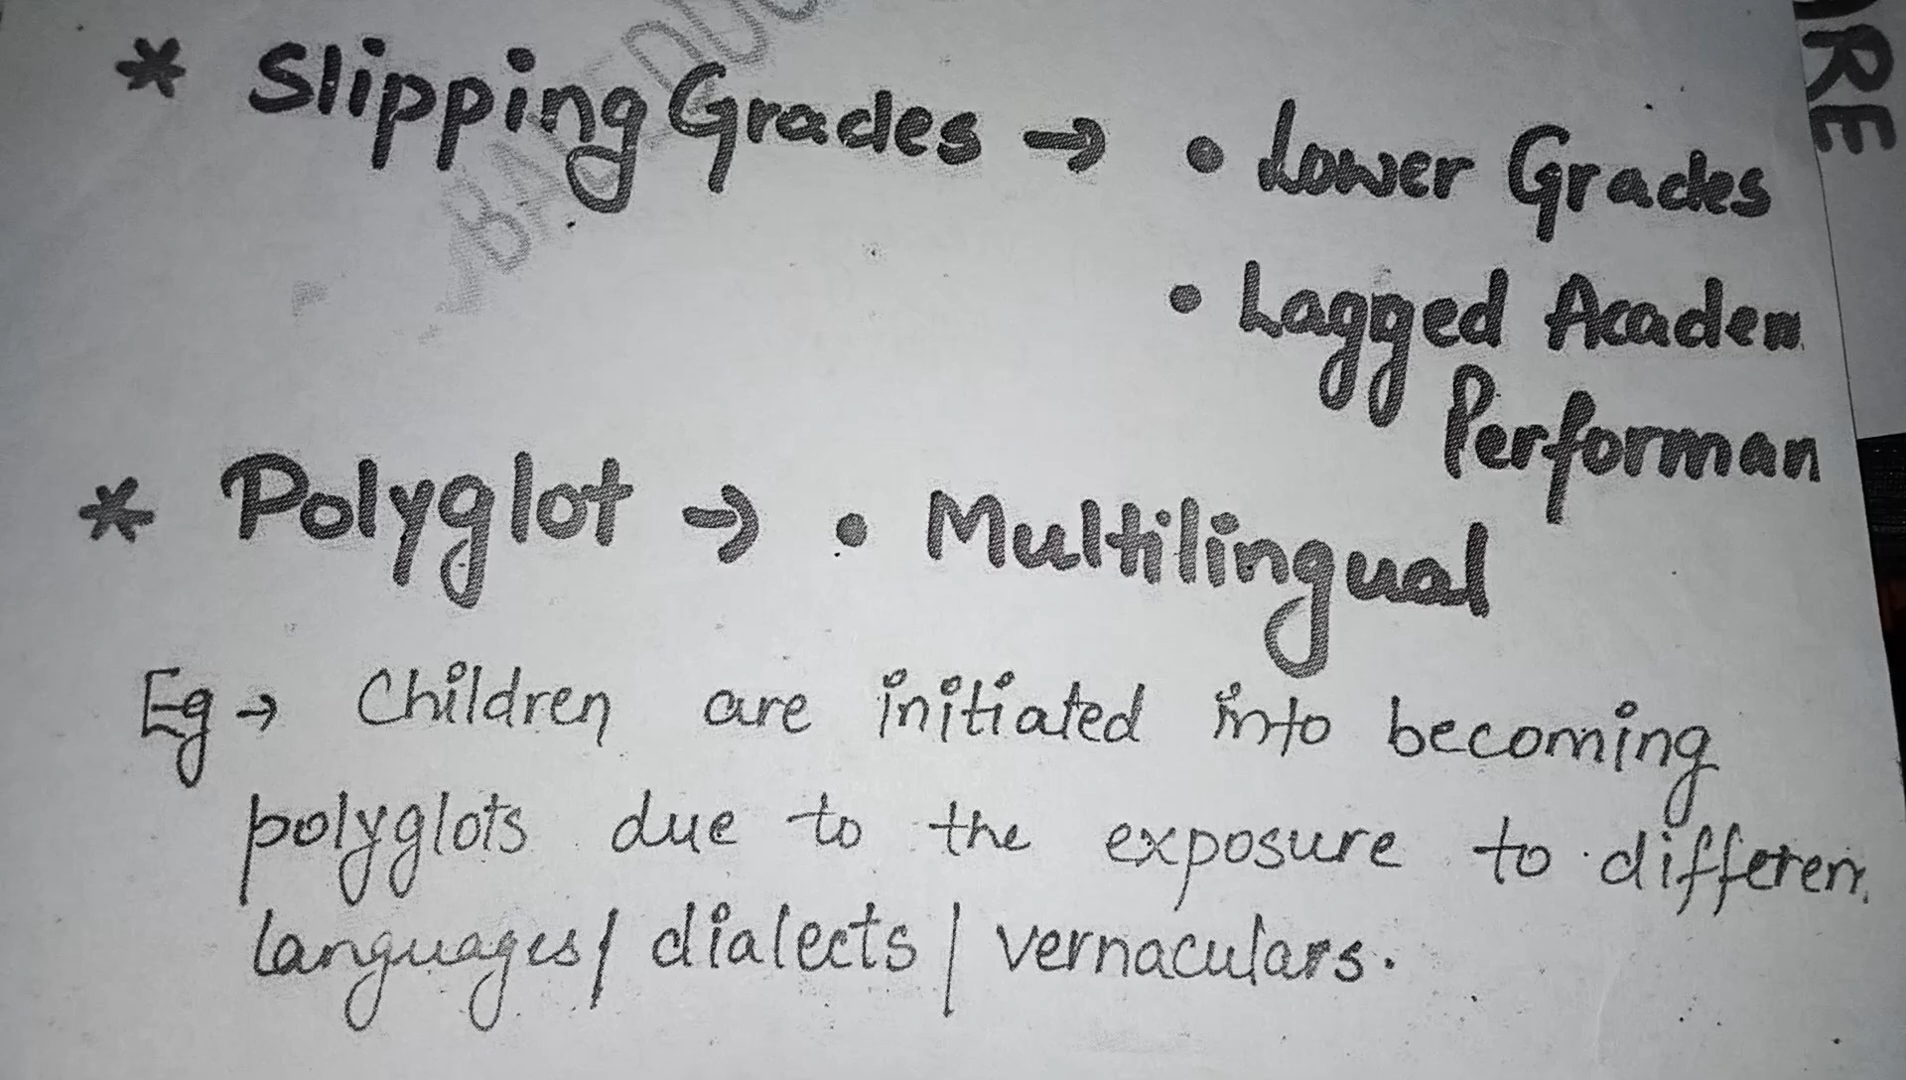 * Slipping Grades → • Lower Grades
• Lagged Academ
Performan
* Polyglot → • Multilingual
Eg → Children are initiated into becoming
polyglots due to the exposure to differen
languages/ dialects / vernaculars.
ORE